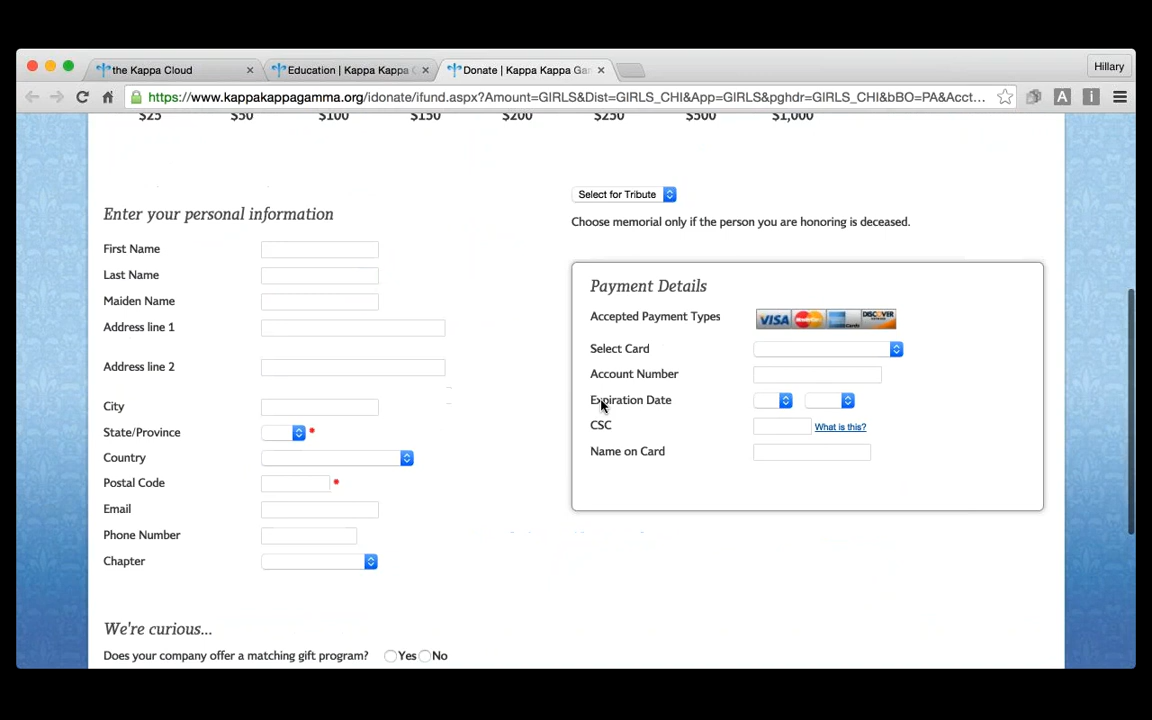 the Kappa Cloud
Education | Kappa Kappa
Donate | Kappa Kappa Gar
Hillary
https://www.kappakappagamma.org/idonate/ifund.aspx?Amount=GIRLS&Dist=GIRLS_CHI&App=GIRLS&pghdr=GIRLS_CHI&bBO=PA&Acct...
A
i
$25 $50 $100 $150 $200 $250 $500 $1,000
Select for Tribute
Choose memorial only if the person you are honoring is deceased.
Enter your personal information
First Name
Last Name
Maiden Name
Address line 1
Address line 2
City
State/Province *
Country
Postal Code *
Email
Phone Number
Chapter
Payment Details
Accepted Payment Types VISA MasterCard Cards DISCOVER
Select Card
Account Number
Expiration Date
CSC What is this?
Name on Card
We're curious...
Does your company offer a matching gift program? Yes No